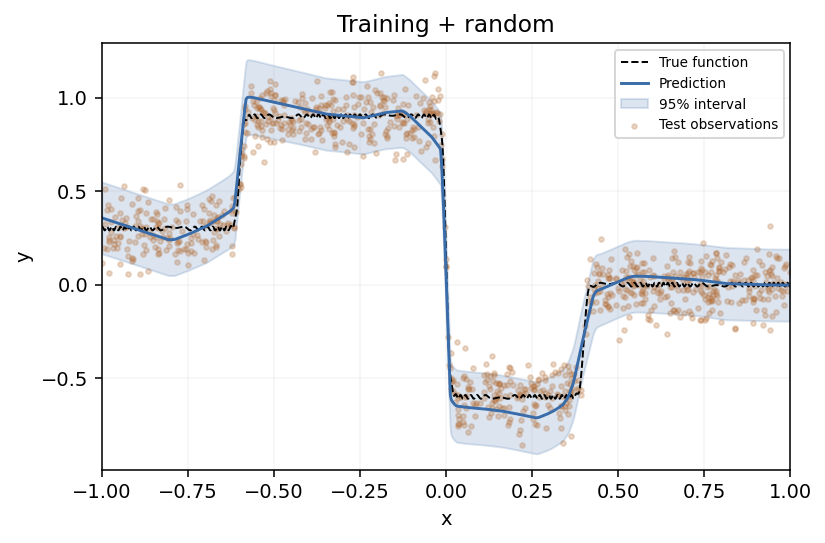 Training + random
True function
Prediction
95% interval
Test observations
y
1.0
0.5
0.0
−0.5
−1.00 −0.75 −0.50 −0.25 0.00 0.25 0.50 0.75 1.00
x